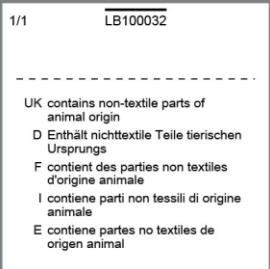 1/1 LB100032
UK contains non-textile parts of
animal origin
D Enthält nichttextile Teile tierischen
Ursprungs
F contient des parties non textiles
d'origine animale
I contiene parti non tessili di origine
animale
E contiene partes no textiles de
origen animal